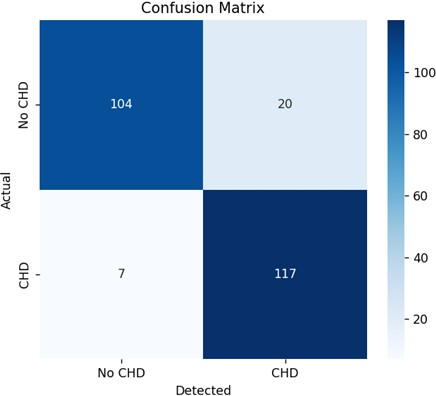 Confusion Matrix
Actual
No CHD
104
20
CHD
7
117
No CHD
CHD
Detected
100
80
60
40
20